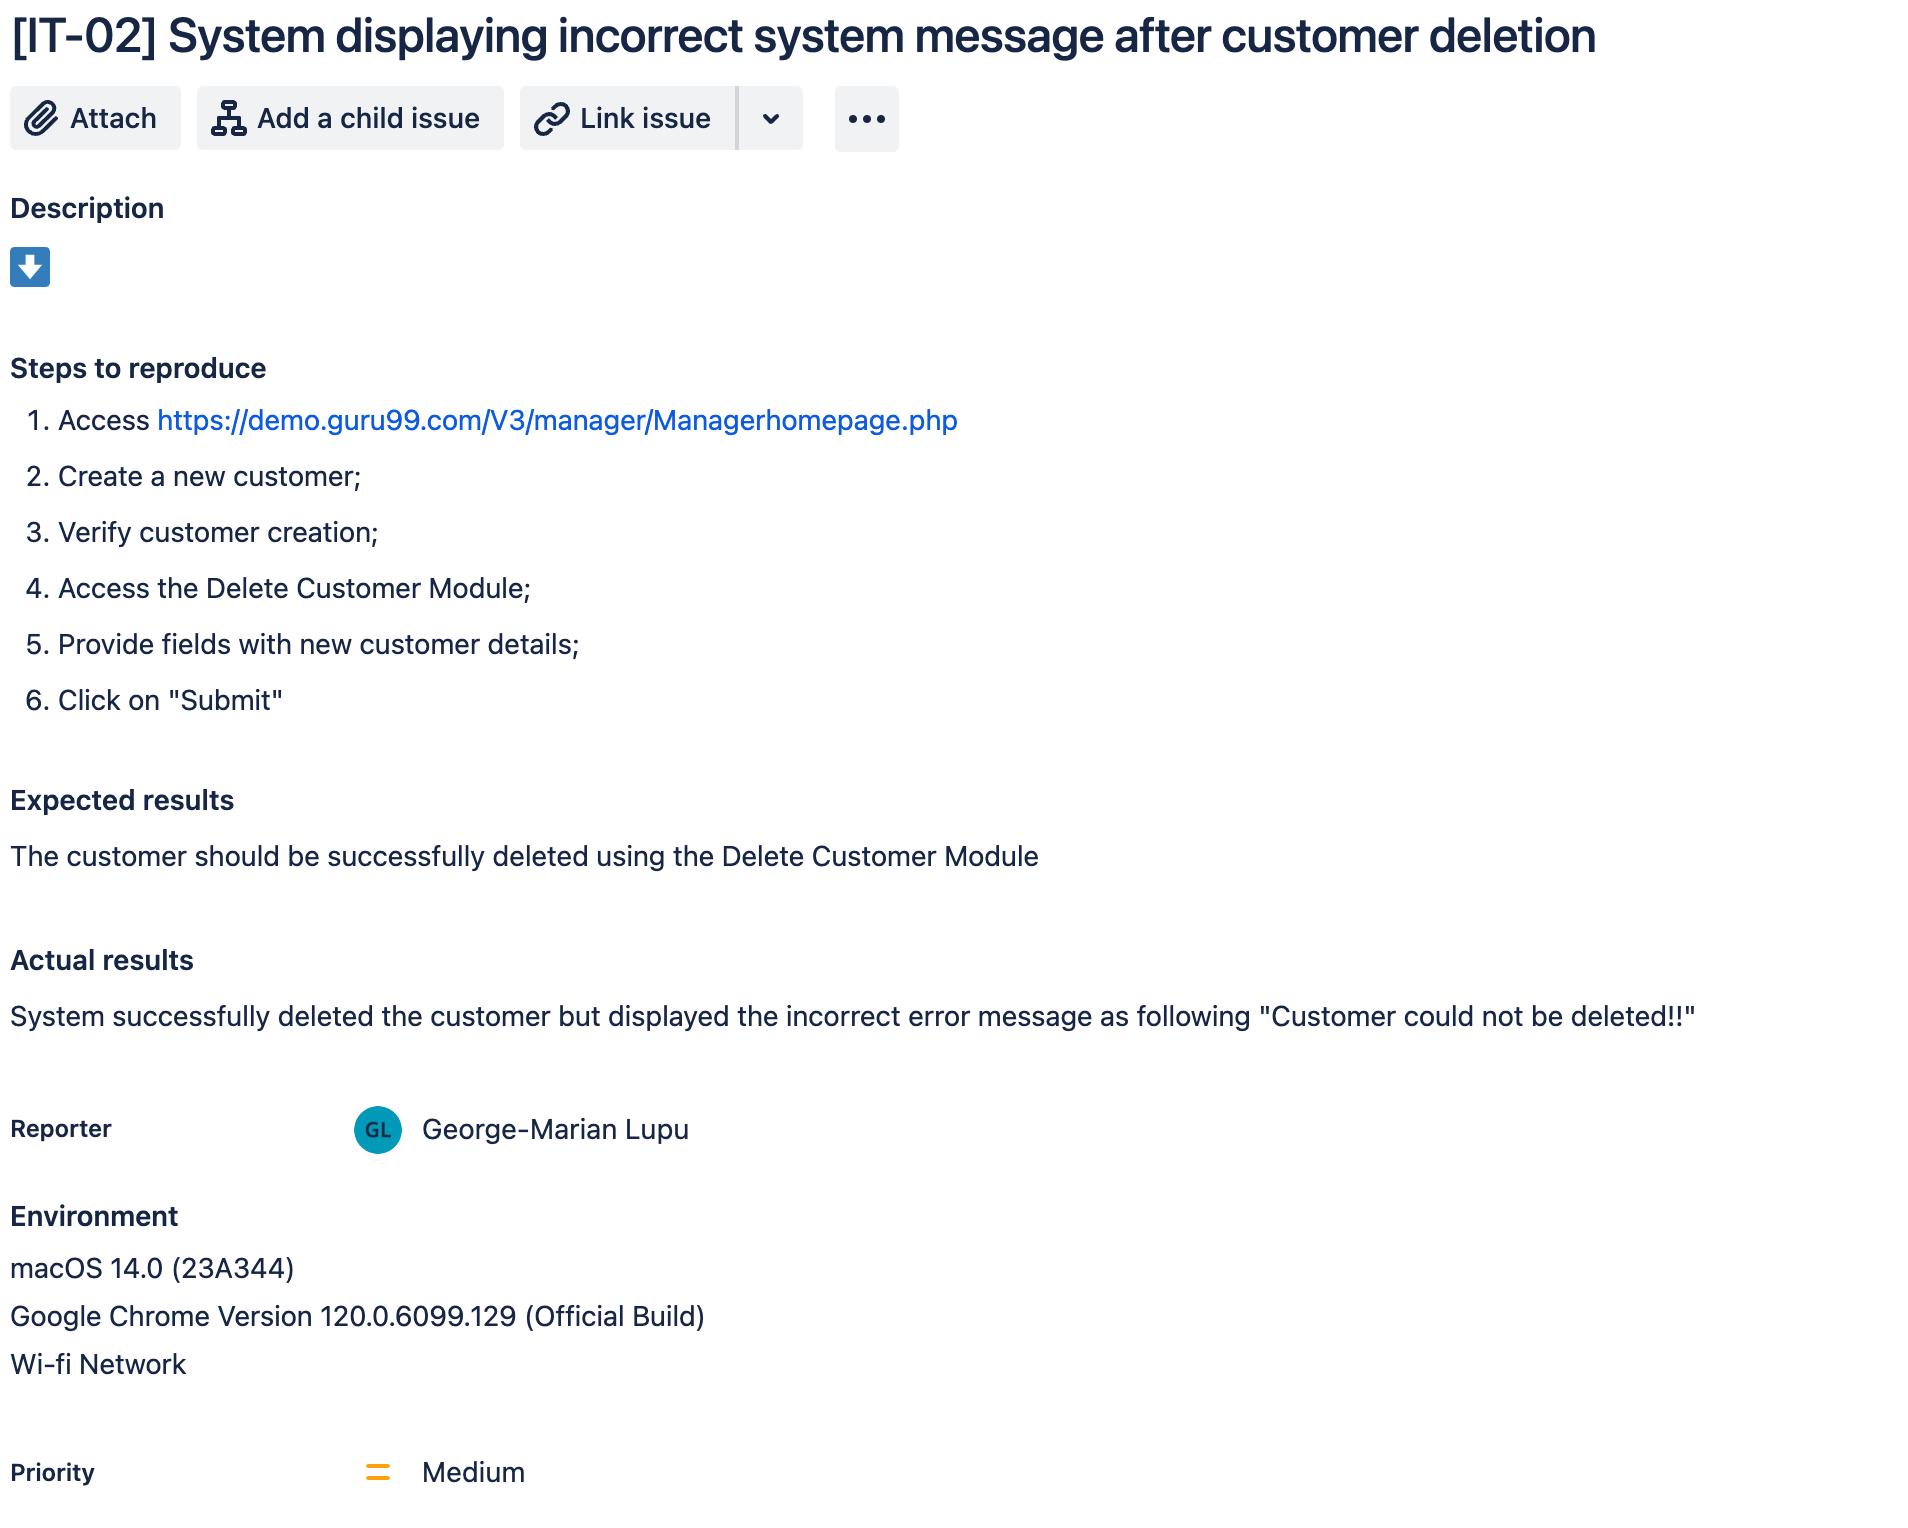 [IT-02] System displaying incorrect system message after customer deletion
Attach
Add a child issue
Link issue
Description
Steps to reproduce
1. Access https://demo.guru99.com/V3/manager/Managerhomepage.php
2. Create a new customer;
3. Verify customer creation;
4. Access the Delete Customer Module;
5. Provide fields with new customer details;
6. Click on "Submit"
Expected results
The customer should be successfully deleted using the Delete Customer Module
Actual results
System successfully deleted the customer but displayed the incorrect error message as following "Customer could not be deleted!!"
Reporter
GL
George-Marian Lupu
Environment
macOS 14.0 (23A344)
Google Chrome Version 120.0.6099.129 (Official Build)
Wi-fi Network
Priority
Medium